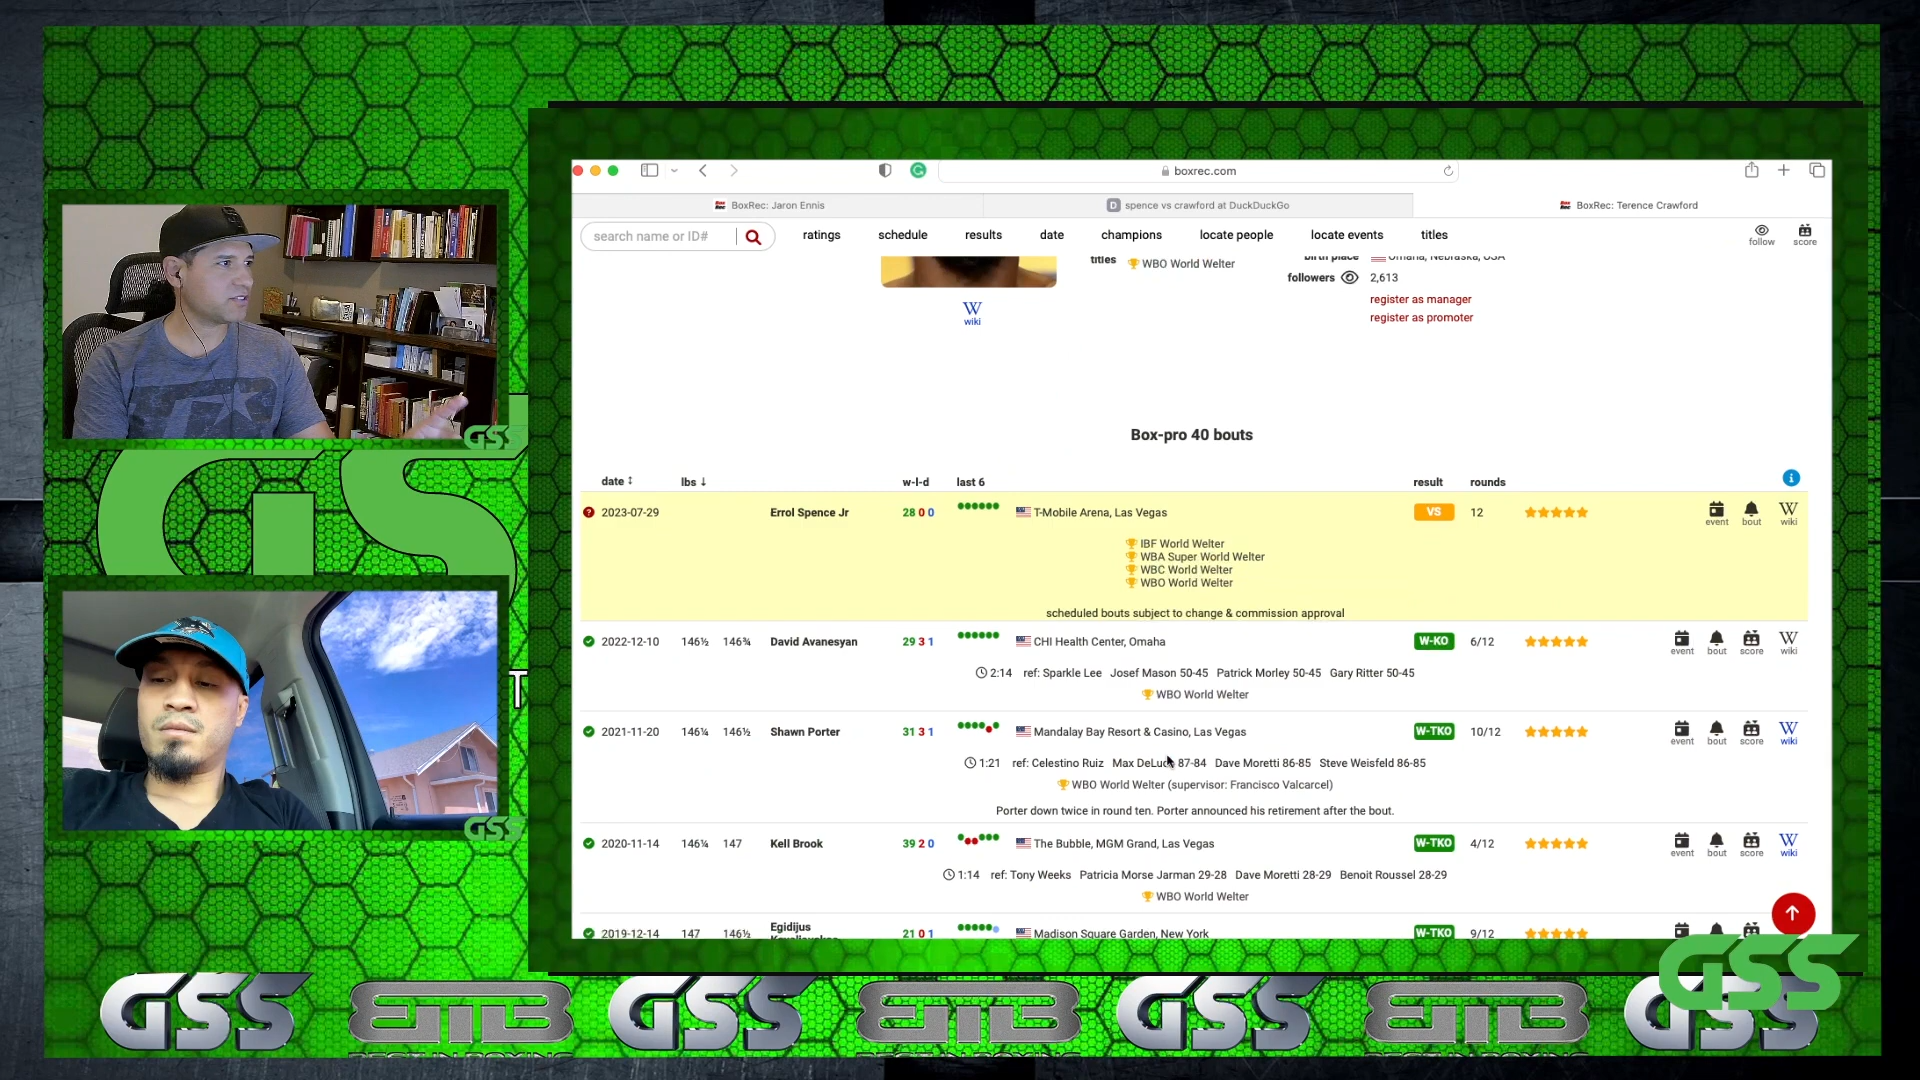 boxrec.com
BoxRec: Jaron Ennis
spence vs crawford at DuckDuckGo
BoxRec: Terence Crawford
search name or ID#
ratings schedule results date champions locate people locate events titles
follow score
titles WBO World Welter
birth place Omaha, Nebraska, USA
followers 2,613
W
wiki
register as manager
register as promoter
Box-pro 40 bouts
date lbs w-l-d last 6 result rounds
2023-07-29 Errol Spence Jr 28 0 0 T-Mobile Arena, Las Vegas VS 12 event bout wiki
IBF World Welter
WBA Super World Welter
WBC World Welter
WBO World Welter
scheduled bouts subject to change & commission approval
2022-12-10 146½ 146¾ David Avanesyan 29 3 1 CHI Health Center, Omaha W-KO 6/12 event bout score wiki
2:14 ref: Sparkle Lee Josef Mason 50-45 Patrick Morley 50-45 Gary Ritter 50-45
WBO World Welter
2021-11-20 146¼ 146½ Shawn Porter 31 3 1 Mandalay Bay Resort & Casino, Las Vegas W-TKO 10/12 event bout score wiki
1:21 ref: Celestino Ruiz Max DeLuca 87-84 Dave Moretti 86-85 Steve Weisfeld 86-85
WBO World Welter (supervisor: Francisco Valcarcel)
Porter down twice in round ten. Porter announced his retirement after the bout.
2020-11-14 146¼ 147 Kell Brook 39 2 0 The Bubble, MGM Grand, Las Vegas W-TKO 4/12 event bout score wiki
1:14 ref: Tony Weeks Patricia Morse Jarman 29-28 Dave Moretti 28-29 Benoit Roussel 28-29
WBO World Welter
2019-12-14 147 146½ Egidijus 21 0 1 Madison Square Garden, New York W-TKO 9/12
GSS
GSS
GSS
GSS BTB GSS BTB GSS BTB GSS